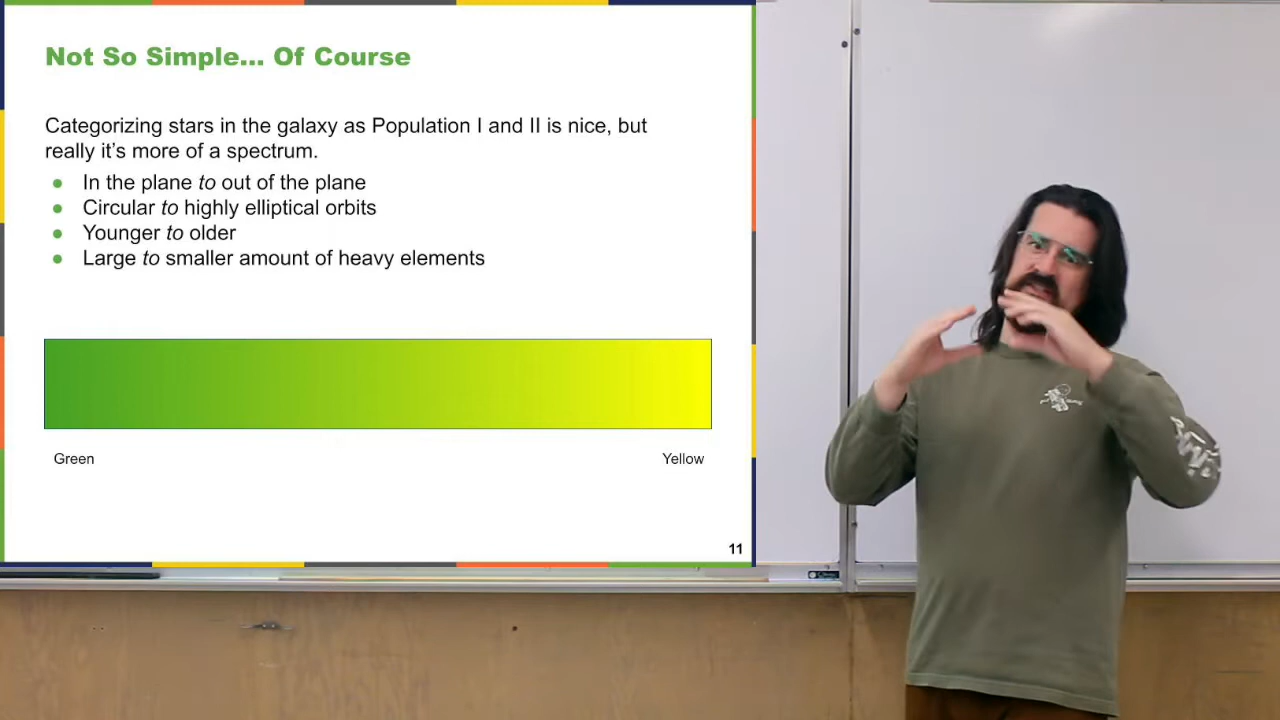 Not So Simple... Of Course
Categorizing stars in the galaxy as Population I and II is nice, but
really it's more of a spectrum.
● In the plane to out of the plane
● Circular to highly elliptical orbits
● Younger to older
● Large to smaller amount of heavy elements
Green Yellow
11